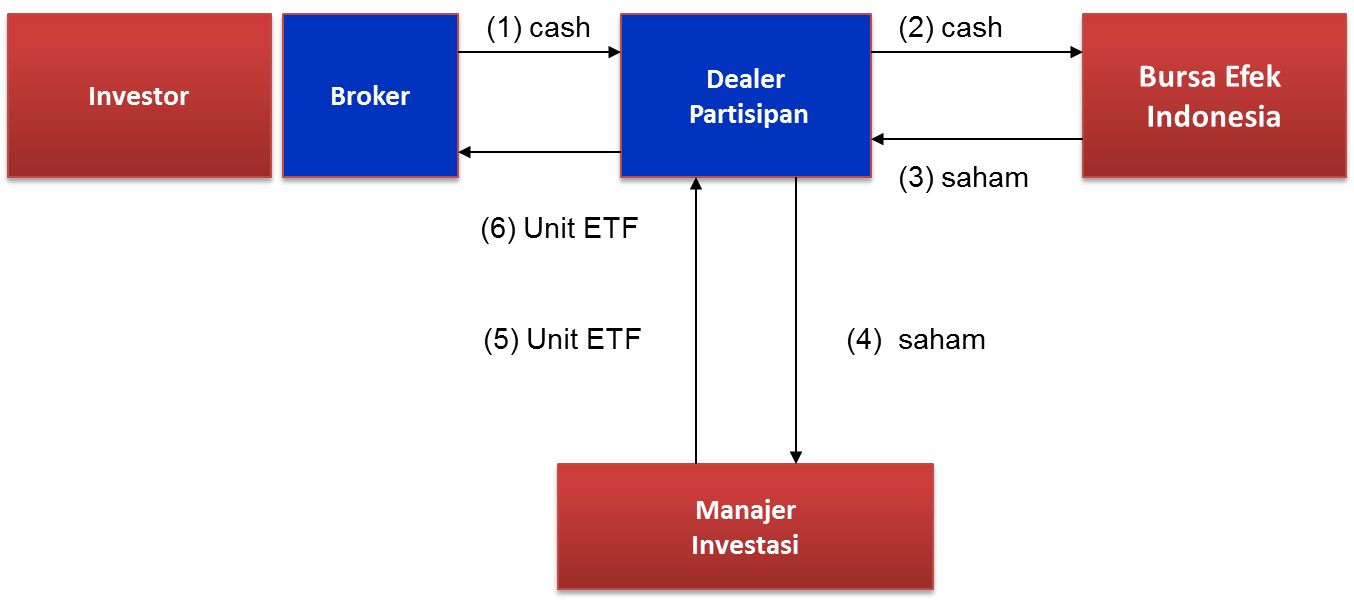 (1) cash
(2) cash
Investor
Broker
Dealer
Partisipan
Bursa Efek
Indonesia
(3) saham
(6) Unit ETF
(5) Unit ETF
(4) saham
Manajer
Investasi